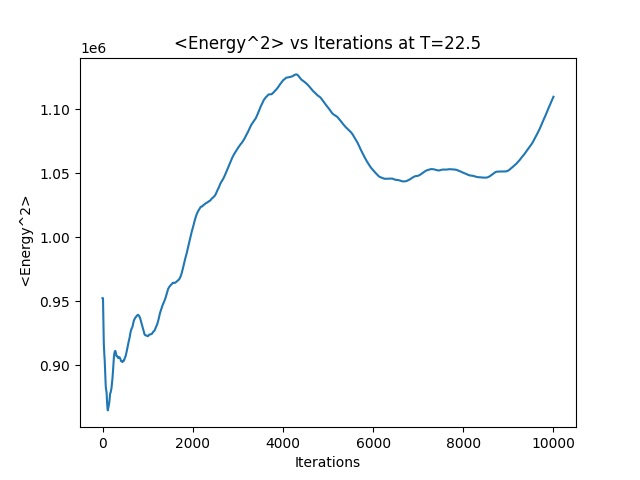 <Energy^2> vs Iterations at T=22.5
1e6
1.10
1.05
1.00
0.95
0.90
<Energy^2>
0 2000 4000 6000 8000 10000
Iterations